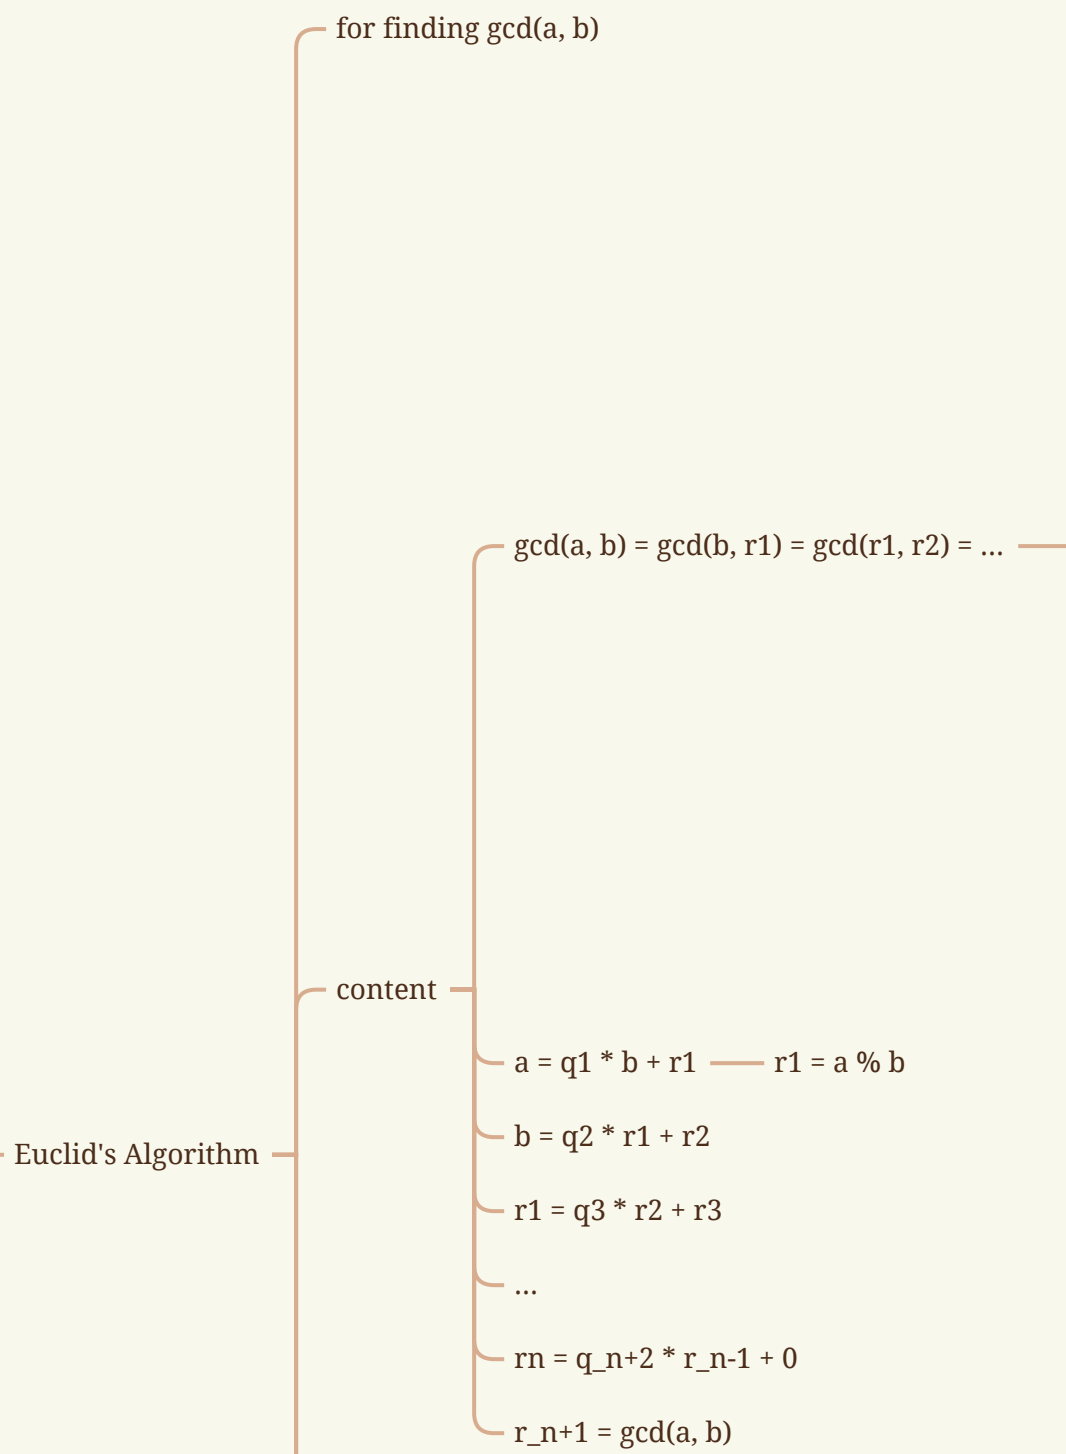 for finding gcd(a, b)
gcd(a, b) = gcd(b, r1) = gcd(r1, r2) = ...
content
a = q1 * b + r1
r1 = a % b
b = q2 * r1 + r2
Euclid's Algorithm
r1 = q3 * r2 + r3
...
rn = q_n+2 * r_n-1 + 0
r_n+1 = gcd(a, b)